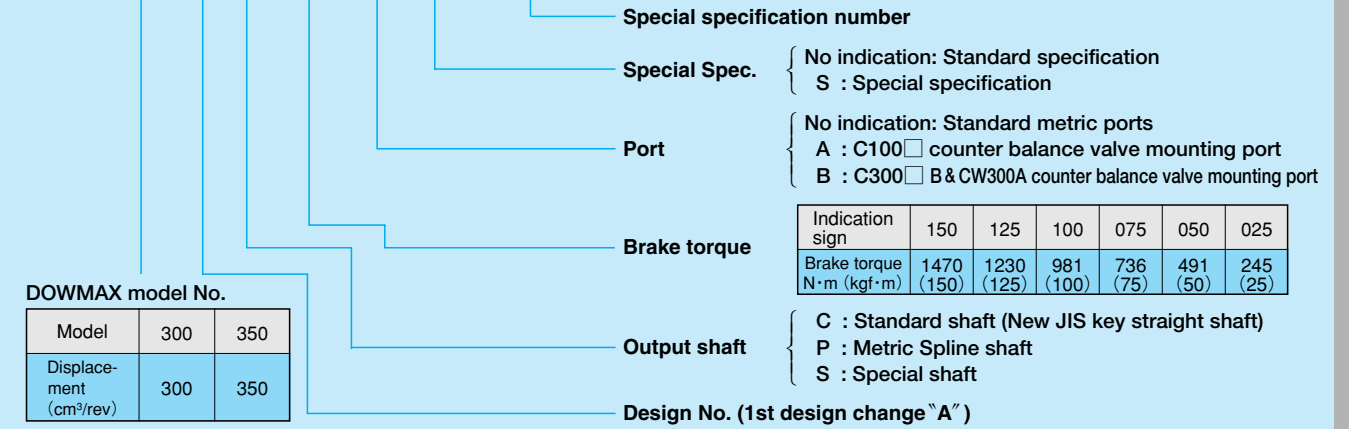 Special specification number
Special Spec.
No indication: Standard specification
S : Special specification
Port
No indication: Standard metric ports
A : C100□ counter balance valve mounting port
B : C300□ B & CW300A counter balance valve mounting port
Brake torque
Indication sign 150 125 100 075 050 025
Brake torque N·m (kgf·m) 1470 (150) 1230 (125) 981 (100) 736 (75) 491 (50) 245 (25)
DOWMAX model No.
Model 300 350
Displace-
ment
(cm³/rev) 300 350
Output shaft
C : Standard shaft (New JIS key straight shaft)
P : Metric Spline shaft
S : Special shaft
Design No. (1st design change〝A〞)